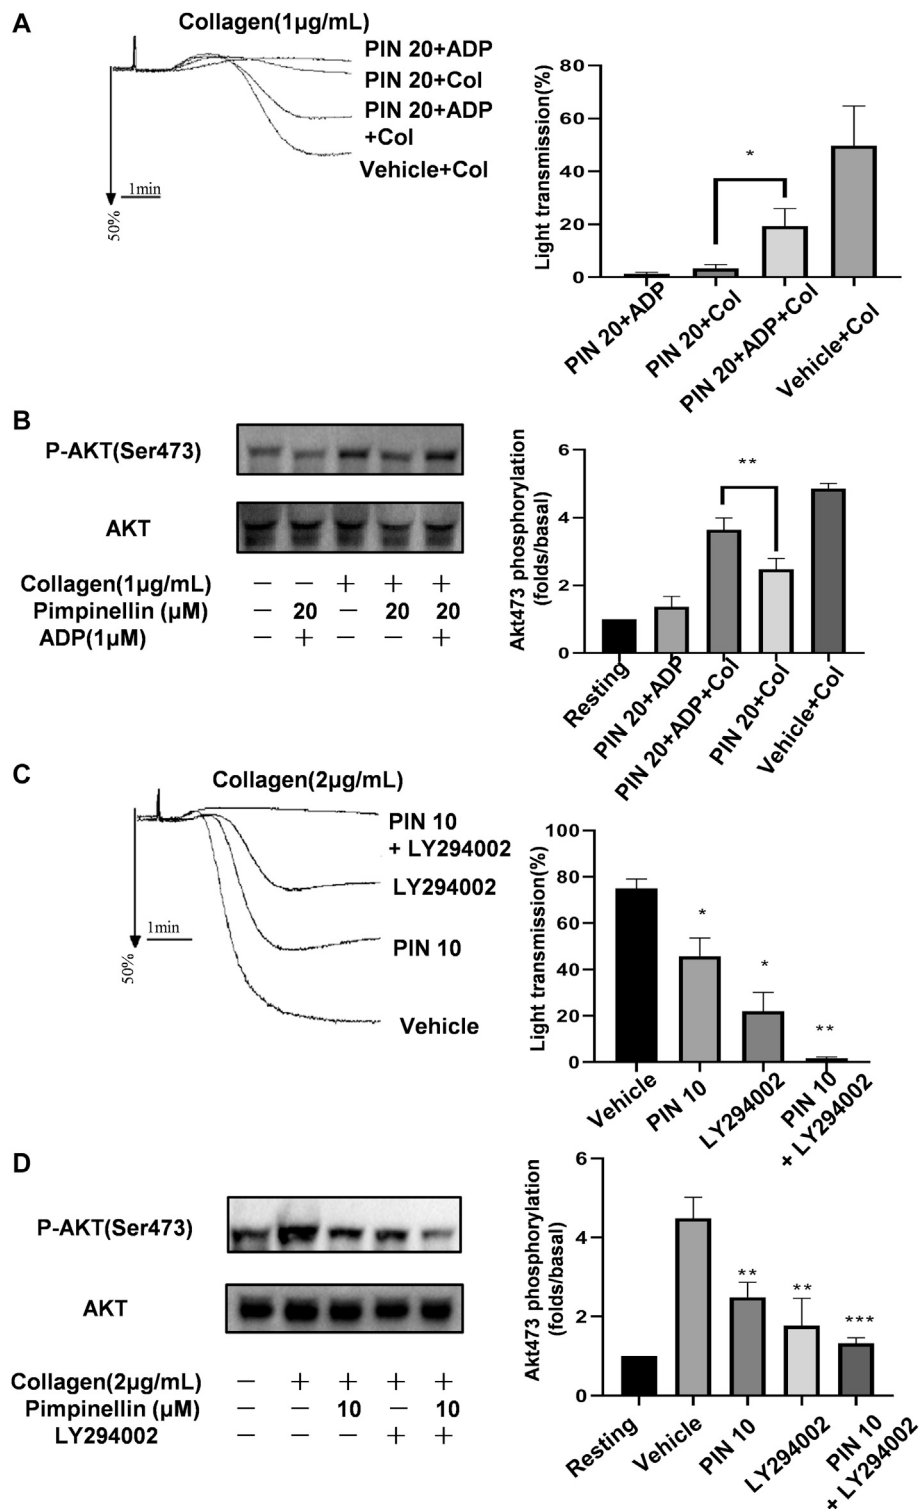 A
Collagen(1μg/mL)
PIN 20+ADP
PIN 20+Col
PIN 20+ADP
+Col
Vehicle+Col
1min
50%
Light transmission(%)
80
60
40
20
0
*
PIN 20+ADP
PIN 20+Col
PIN 20+ADP+Col
Vehicle+Col
B
P-AKT(Ser473)
AKT
Collagen(1μg/mL) − − + + +
Pimpinellin (μM) − 20 − 20 20
ADP(1μM) − + − − +
Akt473 phosphorylation
(folds/basal)
6
4
2
0
**
Resting
PIN 20+ADP
PIN 20+ADP+Col
PIN 20+Col
Vehicle+Col
C
Collagen(2μg/mL)
PIN 10
+ LY294002
LY294002
PIN 10
Vehicle
1min
50%
Light transmission(%)
100
80
60
40
20
0
*
*
**
Vehicle
PIN 10
LY294002
PIN 10
+ LY294002
D
P-AKT(Ser473)
AKT
Collagen(2μg/mL) − + + + +
Pimpinellin (μM) − − 10 − 10
LY294002 − − − + +
Akt473 phosphorylation
(folds/basal)
6
4
2
0
**
**
***
Resting
Vehicle
PIN 10
LY294002
PIN 10
+ LY294002